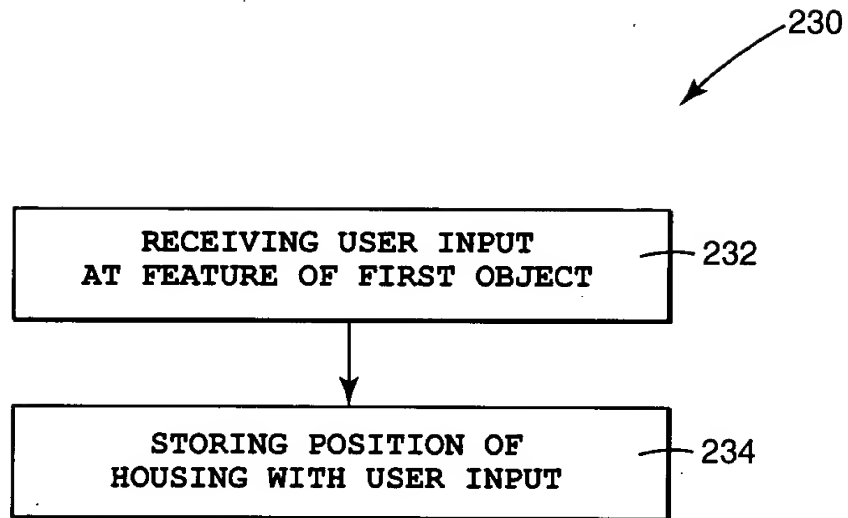 230
RECEIVING USER INPUT
AT FEATURE OF FIRST OBJECT
232
STORING POSITION OF
HOUSING WITH USER INPUT
234